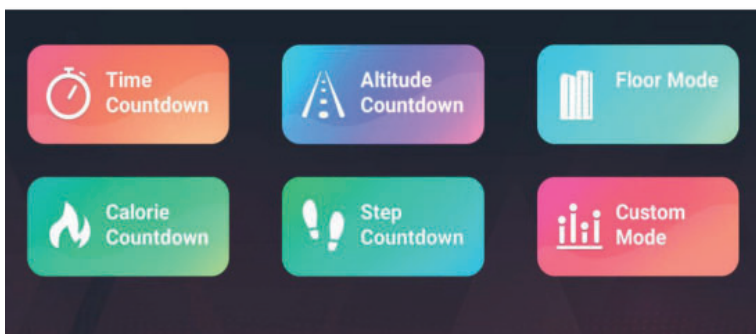 Time
Countdown
Altitude
Countdown
Floor Mode
Calorie
Countdown
Step
Countdown
Custom
Mode